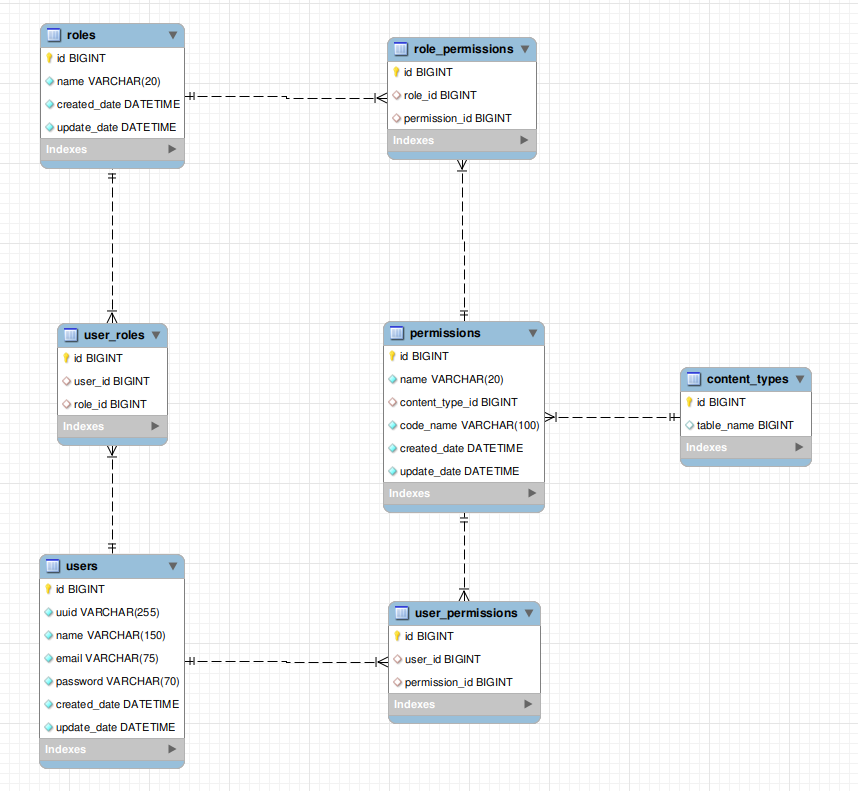 roles
id BIGINT
name VARCHAR(20)
created_date DATETIME
update_date DATETIME
Indexes
role_permissions
id BIGINT
role_id BIGINT
permission_id BIGINT
Indexes
user_roles
id BIGINT
user_id BIGINT
role_id BIGINT
Indexes
permissions
id BIGINT
name VARCHAR(20)
content_type_id BIGINT
code_name VARCHAR(100)
created_date DATETIME
update_date DATETIME
Indexes
content_types
id BIGINT
table_name BIGINT
Indexes
users
id BIGINT
uuid VARCHAR(255)
name VARCHAR(150)
email VARCHAR(75)
password VARCHAR(70)
created_date DATETIME
update_date DATETIME
Indexes
user_permissions
id BIGINT
user_id BIGINT
permission_id BIGINT
Indexes